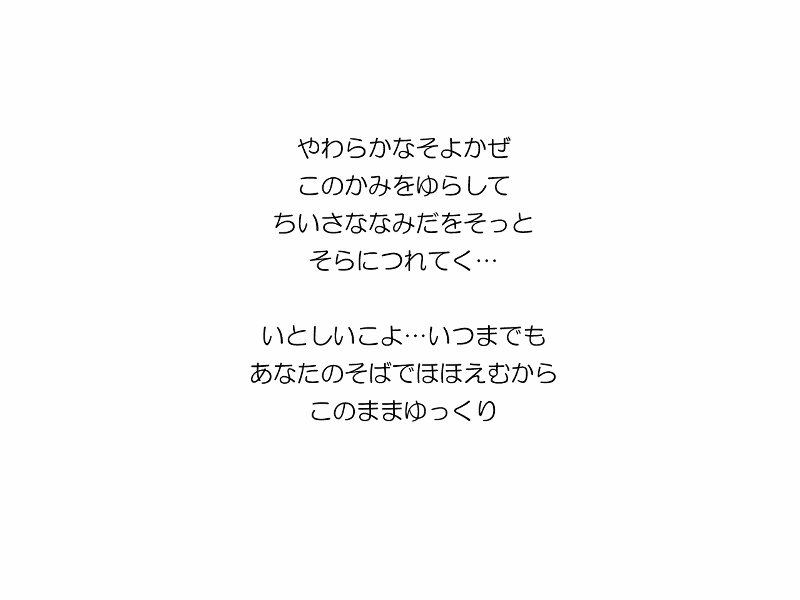 やわらかなそよかぜ
このかみをゆらして
ちいさななみだをそっと
そらにつれてく…
いとしいこよ…いつまでも
あなたのそばでほほえむから
このままゆっくり